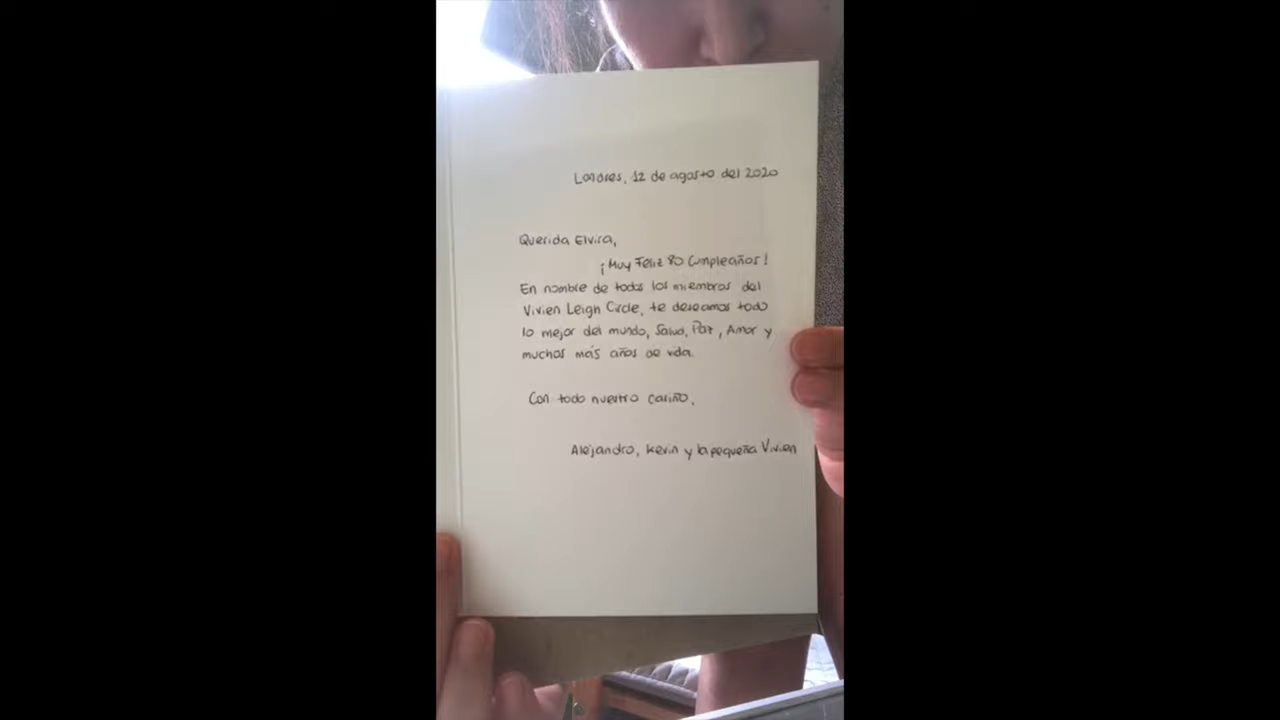 Londres, 12 de agosto del 2020
Querida Elvira,
¡Muy Feliz 80 Cumpleaños!
En nombre de todos los miembros del
Vivien Leigh Circle, te deseamos todo
lo mejor del mundo, Salud, Paz, Amor y
muchos más años de vida.
Con todo nuestro cariño,
Alejandro, Kevin y la pequeña Vivien